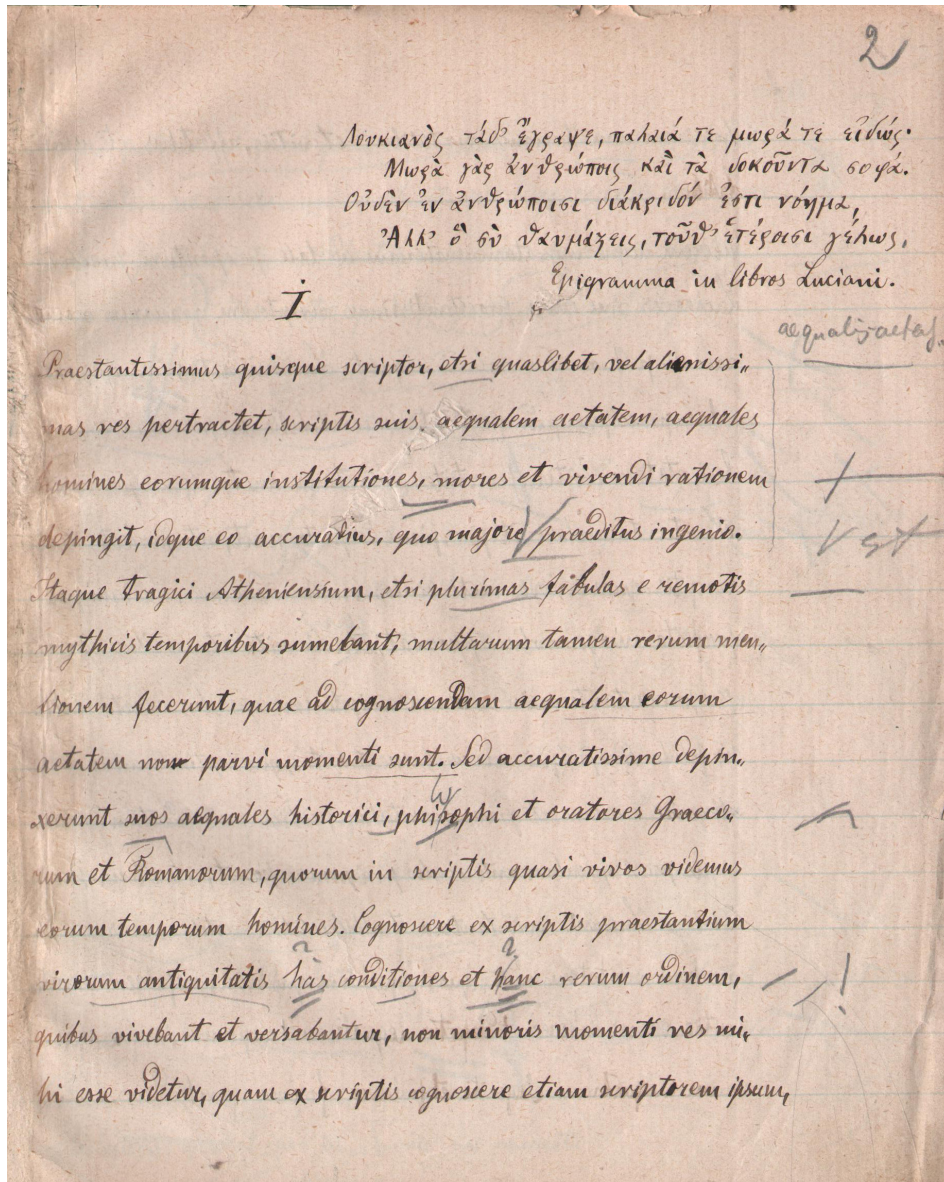 2
Λουκιανὸς τάδ' ἔγραψε, παλαιά τε μωρά τε εἰδώς·
Μωρὰ γὰρ ἀνθρώποις καὶ τὰ δοκοῦντα σοφά.
Οὐδὲν ἐν ἀνθρώποισι διάκριδόν ἐστι νόημα,
Ἀλλ' ὃ σὺ θαυμάζεις, τοῦθ' ἑτέροισι γέλως.
Epigramma in libros Luciani.
I
aequalis aetas
Praestantissimus quisque scriptor, etsi quaslibet, vel alienissi„
mas res pertractet, scriptis suis aequalem aetatem, aequales
homines eorumque institutiones, mores et vivendi rationem
depingit, idque eo accuratius, quo majore praeditus ingenio.
V est
Itaque tragici Atheniensium, etsi plurimas fabulas e remotis
mythicis temporibus sumebant, multarum tamen rerum men„
tionem fecerunt, quae ad cognoscendam aequalem eorum
aetatem non parvi momenti sunt. Sed accuratissime depin„
xerunt suos aequales historici, phisophi et oratores Graeco„
rum et Romanorum, quorum in scriptis quasi vivos videmus
eorum temporum homines. Cognoscere ex scriptis praestantium
virorum antiquitatis has conditiones et hanc rerum ordinem,
quibus vivebant et versabantur, non minoris momenti res mi„
hi esse videtur, quam ex scriptis cognoscere etiam scriptorem ipsum,